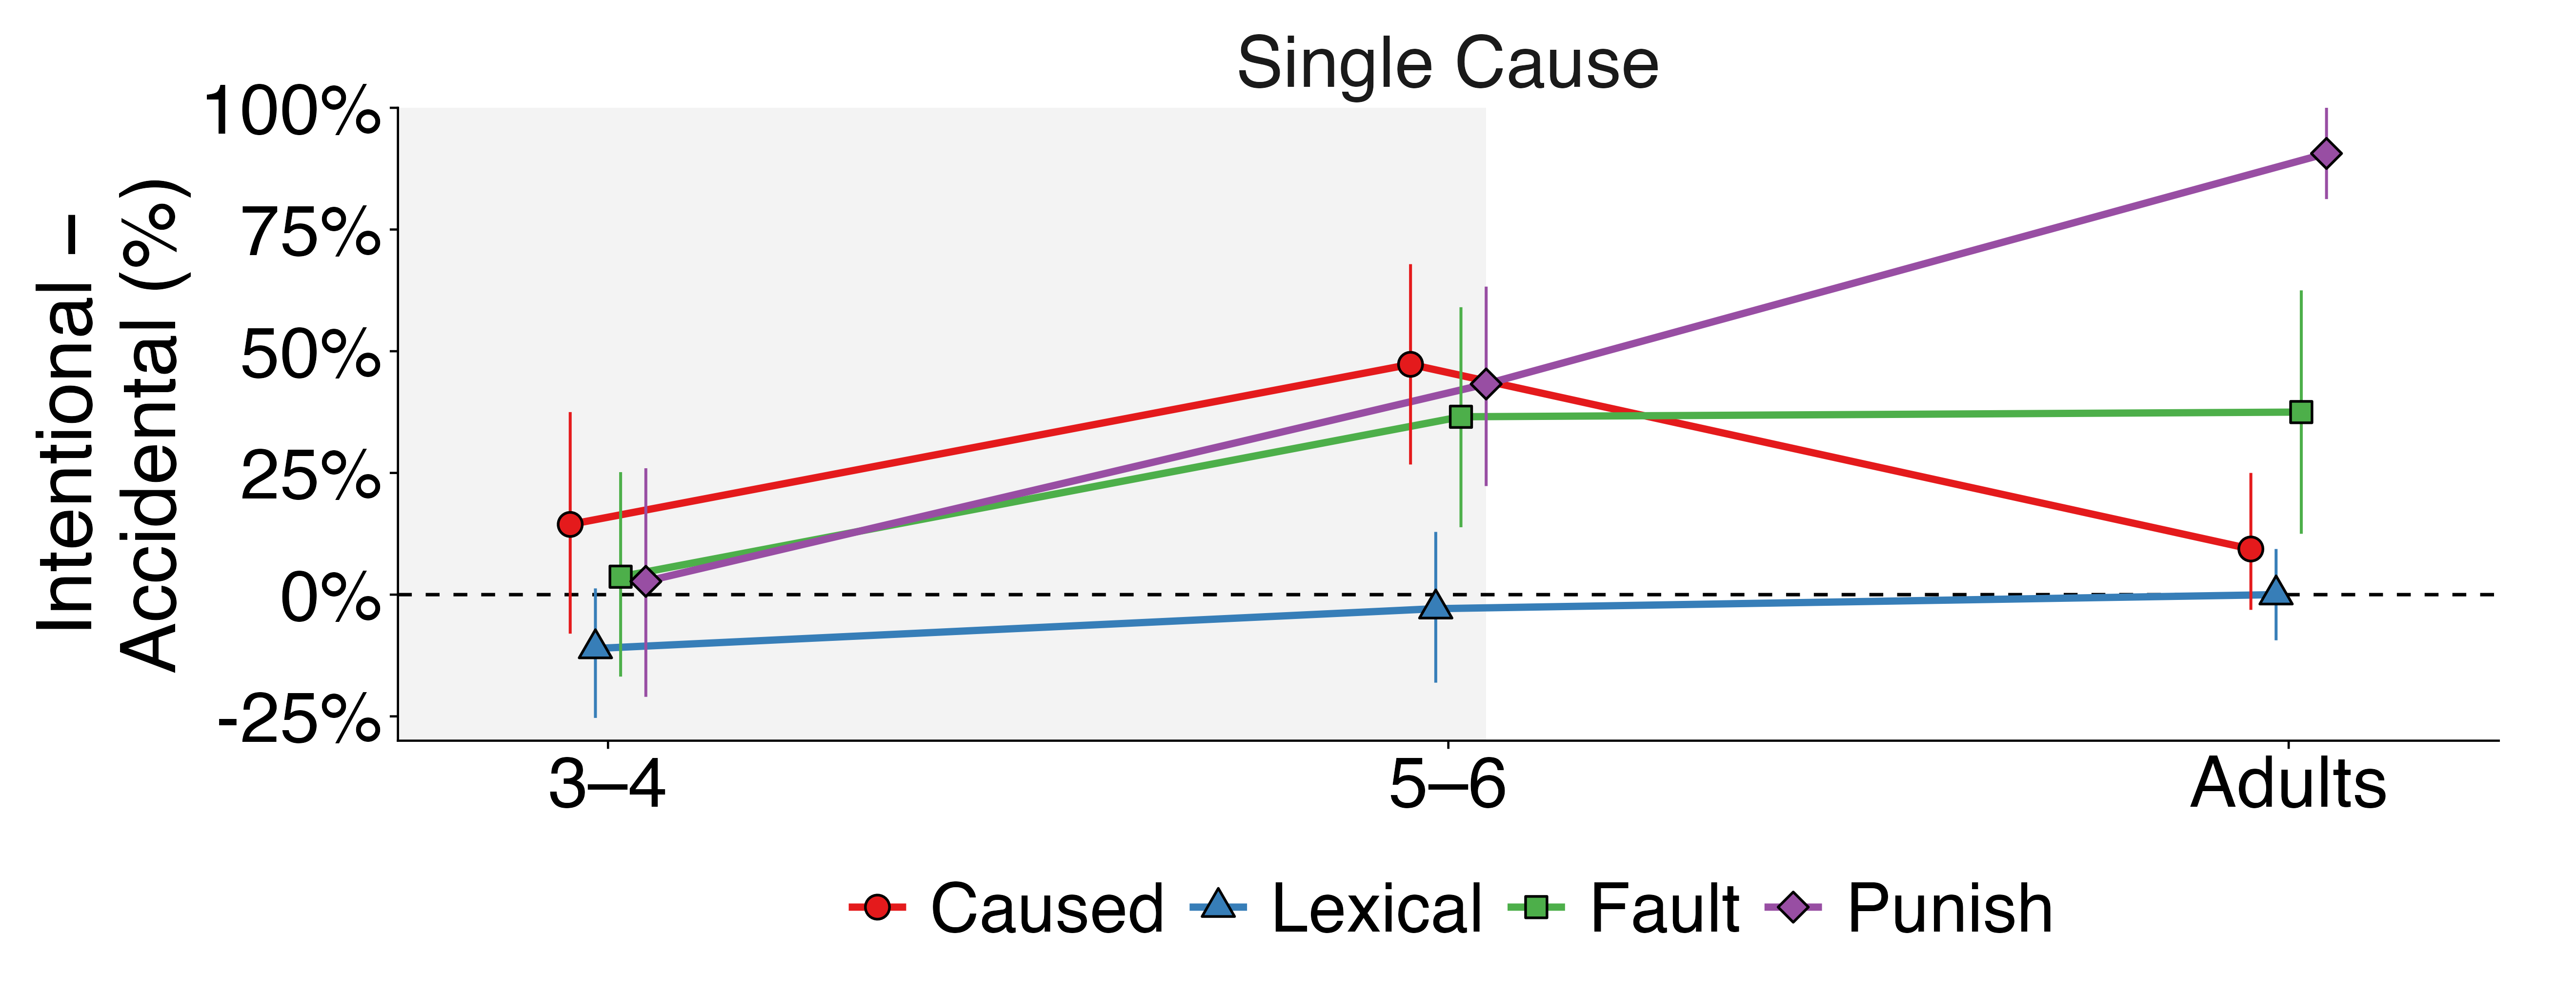 Single Cause
Intentional –
Accidental (%)
100%
75%
50%
25%
0%
-25%
3–4
5–6
Adults
Caused
Lexical
Fault
Punish